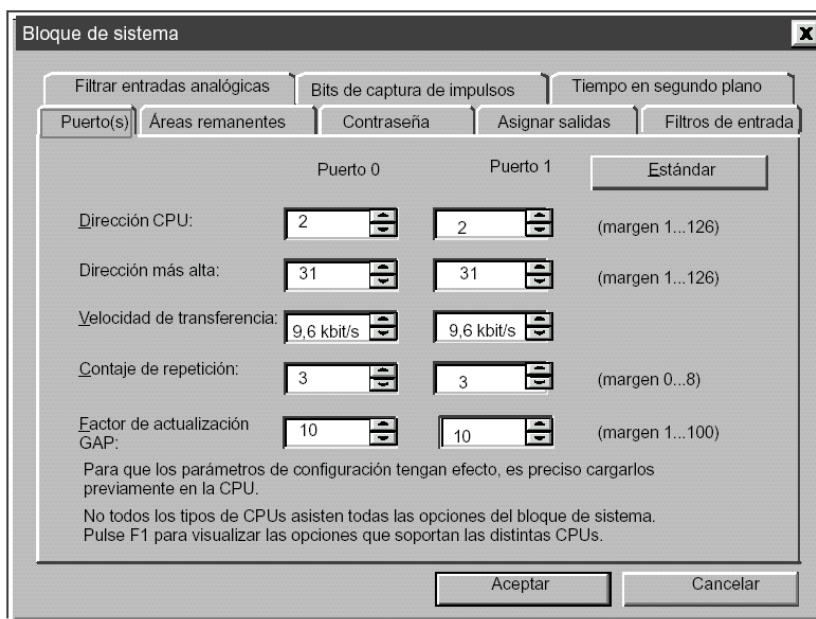 Bloque de sistema
Filtrar entradas analógicas Bits de captura de impulsos Tiempo en segundo plano
Puerto(s) Áreas remanentes Contraseña Asignar salidas Filtros de entrada
Puerto 0 Puerto 1 Estándar
Dirección CPU: 2 2 (margen 1...126)
Dirección más alta: 31 31 (margen 1...126)
Velocidad de transferencia: 9,6 kbit/s 9,6 kbit/s
Contaje de repetición: 3 3 (margen 0...8)
Factor de actualización
GAP: 10 10 (margen 1...100)
Para que los parámetros de configuración tengan efecto, es preciso cargarlos
previamente en la CPU.
No todos los tipos de CPUs asisten todas las opciones del bloque de sistema.
Pulse F1 para visualizar las opciones que soportan las distintas CPUs.
Aceptar Cancelar